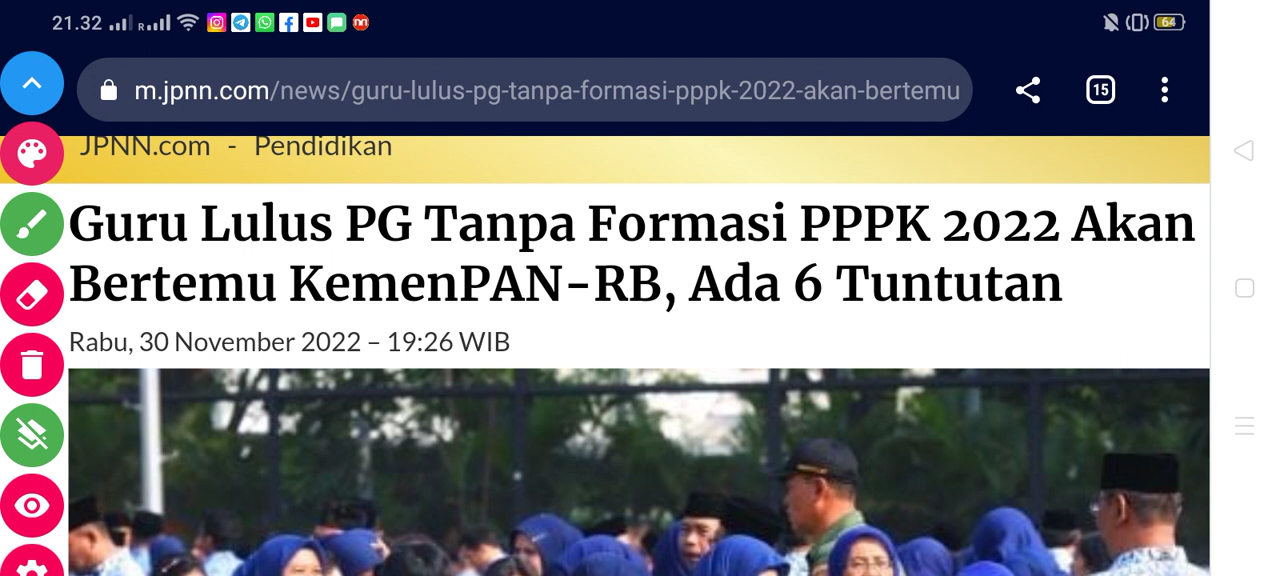 21.32
R
64
m.jpnn.com/news/guru-lulus-pg-tanpa-formasi-pppk-2022-akan-bertemu
15
JPNN.com - Pendidikan
Guru Lulus PG Tanpa Formasi PPPK 2022 Akan
Bertemu KemenPAN-RB, Ada 6 Tuntutan
Rabu, 30 November 2022 – 19:26 WIB